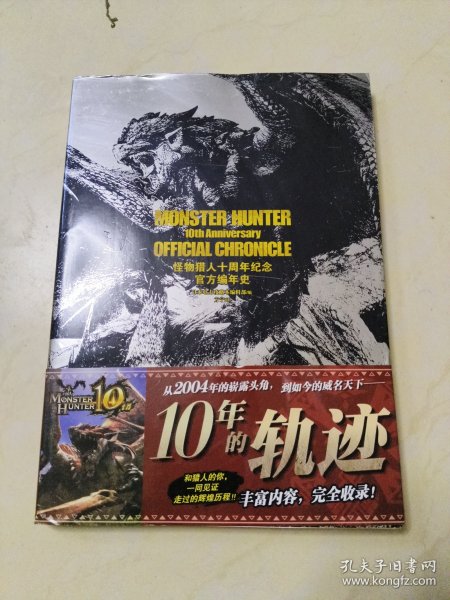 MONSTER HUNTER
10th Anniversary
OFFICIAL CHRONICLE
怪物猎人十周年纪念
官方编年史
从2004年的崭露头角，到如今的威名天下——
MONSTER
HUNTER
10
10年的轨迹
和猎人的你，
一同见证
走过的辉煌历程!!
丰富内容，完全收录!
孔夫子旧书网
www.kongfz.com